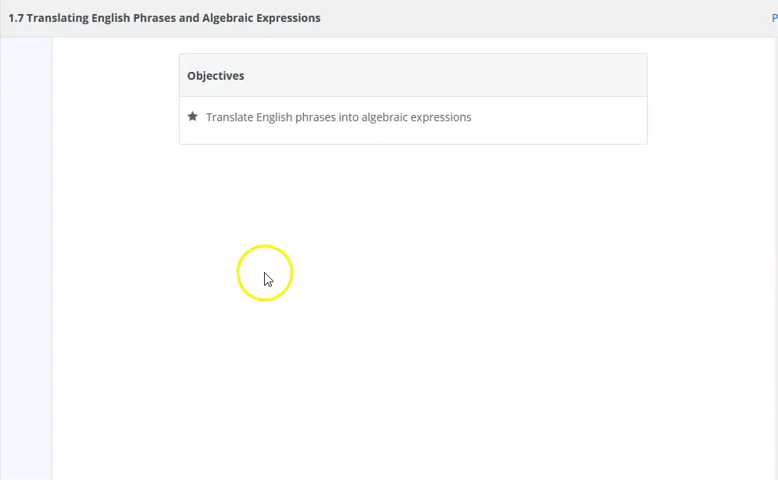 1.7 Translating English Phrases and Algebraic Expressions
P
Objectives
Translate English phrases into algebraic expressions